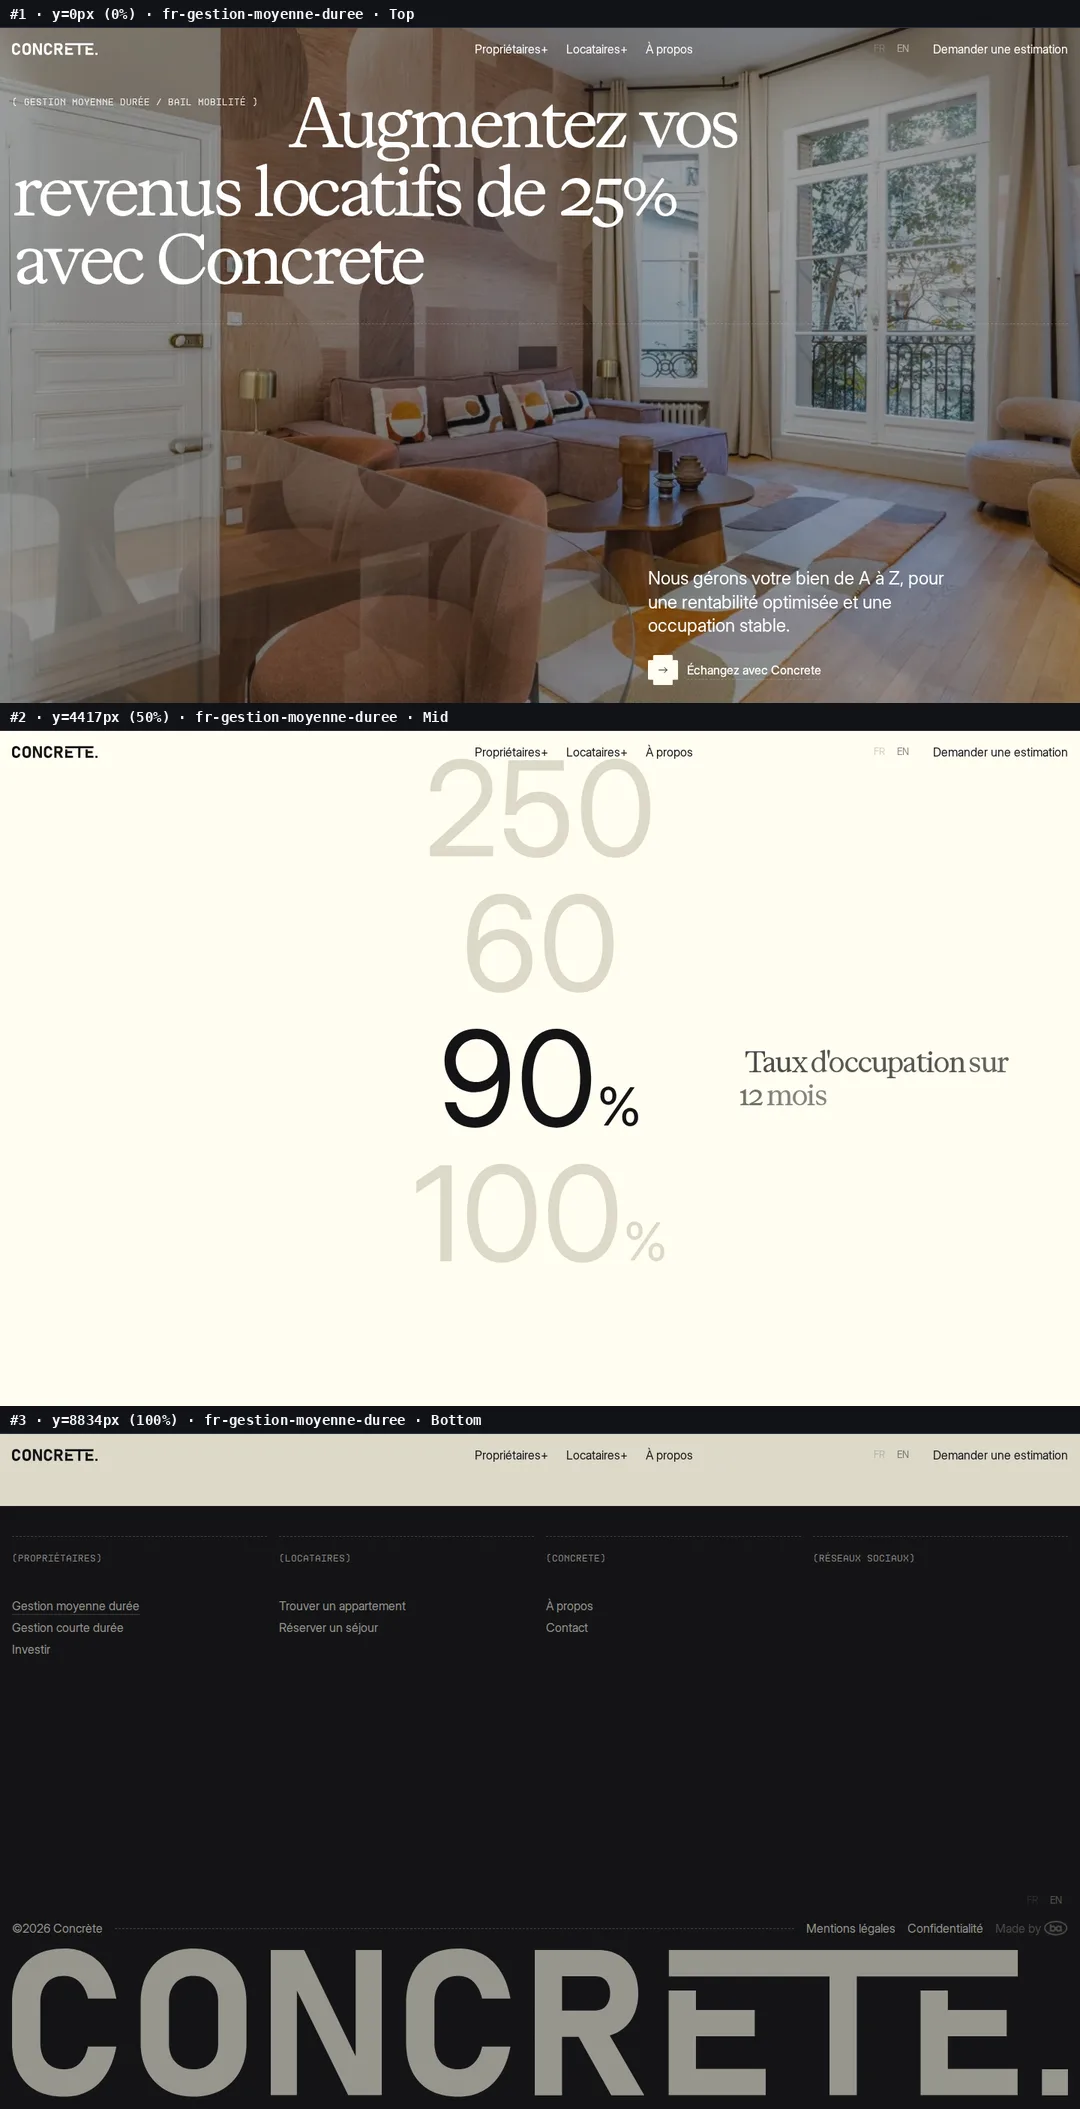 #1 · y=0px (0%) · fr-gestion-moyenne-duree · Top
CONCRETE.
Propriétaires+ Locataires+ À propos
FR EN
Demander une estimation
( GESTION MOYENNE DURÉE / BAIL MOBILITÉ )
Augmentez vos
revenus locatifs de 25%
avec Concrete
Nous gérons votre bien de A à Z, pour
une rentabilité optimisée et une
occupation stable.
→ Échangez avec Concrete
#2 · y=4417px (50%) · fr-gestion-moyenne-duree · Mid
CONCRETE.
Propriétaires+ Locataires+ À propos
FR EN
Demander une estimation
250
60
90%
Taux d'occupation sur
12 mois
100%
#3 · y=8834px (100%) · fr-gestion-moyenne-duree · Bottom
CONCRETE.
Propriétaires+ Locataires+ À propos
FR EN
Demander une estimation
(PROPRIÉTAIRES)
Gestion moyenne durée
Gestion courte durée
Investir
(LOCATAIRES)
Trouver un appartement
Réserver un séjour
(CONCRETE)
À propos
Contact
(RÉSEAUX SOCIAUX)
FR EN
©2026 Concrète
Mentions légales Confidentialité Made by ba
CONCRETE.